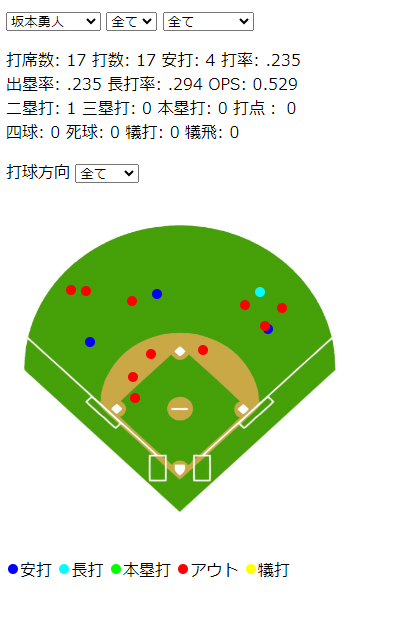 坂本勇人 全て 全て
打席数: 17 打数: 17 安打: 4 打率: .235
出塁率: .235 長打率: .294 OPS: 0.529
二塁打: 1 三塁打: 0 本塁打: 0 打点： 0
四球: 0 死球: 0 犠打: 0 犠飛: 0
打球方向 全て
安打 長打 本塁打 アウト 犠打